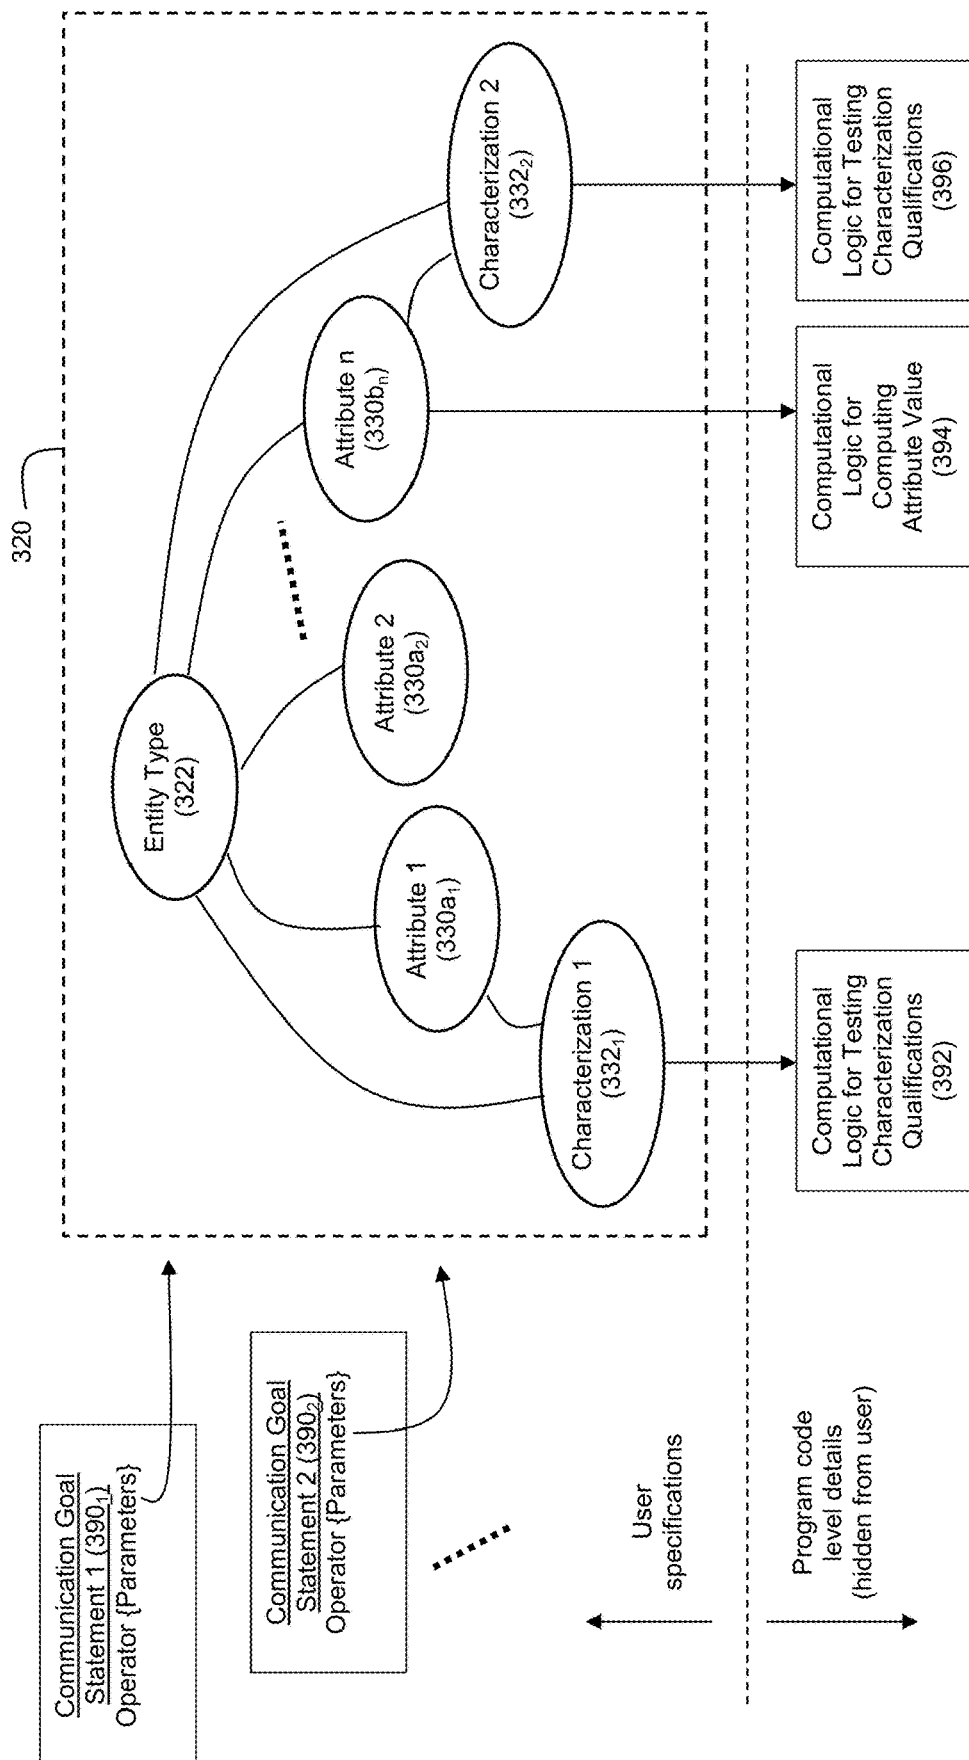 320
Communication Goal
Statement 1 (390₁)
Operator {Parameters}
Communication Goal
Statement 2 (390₂)
Operator {Parameters}
Entity Type
(322)
Attribute 1
(330a₁)
Attribute 2
(330a₂)
Attribute n
(330bₙ)
Characterization 1
(332₁)
Characterization 2
(332₂)
User
specifications
Program code
level details
(hidden from user)
Computational
Logic for Testing
Characterization
Qualifications
(392)
Computational
Logic for
Computing
Attribute Value
(394)
Computational
Logic for Testing
Characterization
Qualifications
(396)